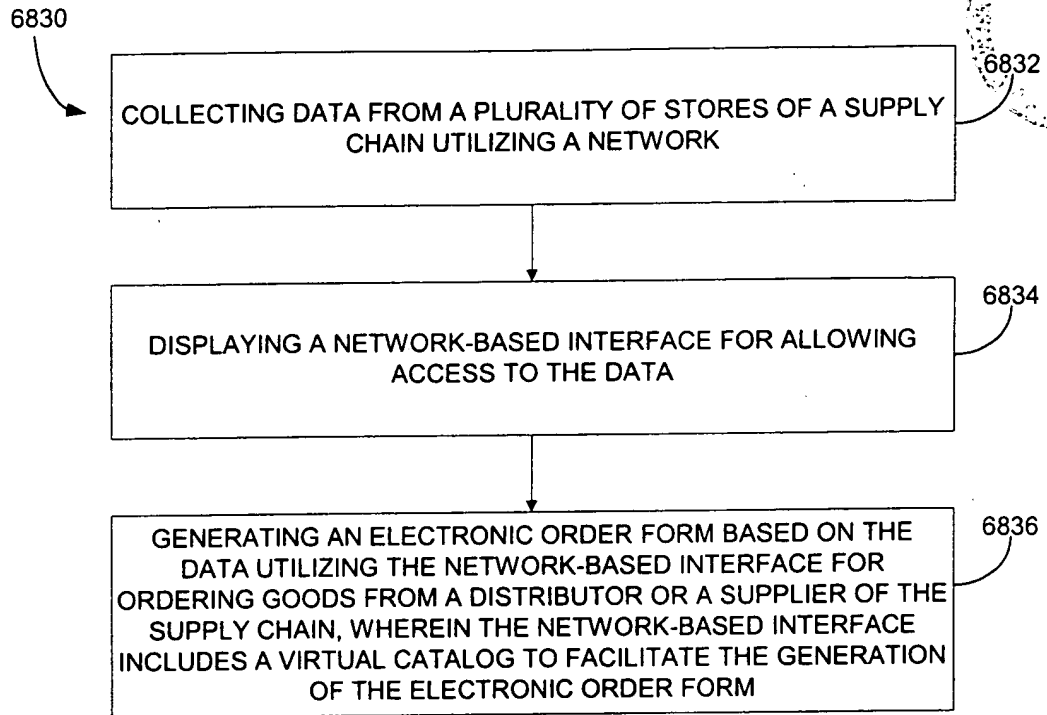 6830
6832
COLLECTING DATA FROM A PLURALITY OF STORES OF A SUPPLY
CHAIN UTILIZING A NETWORK
6834
DISPLAYING A NETWORK-BASED INTERFACE FOR ALLOWING
ACCESS TO THE DATA
6836
GENERATING AN ELECTRONIC ORDER FORM BASED ON THE
DATA UTILIZING THE NETWORK-BASED INTERFACE FOR
ORDERING GOODS FROM A DISTRIBUTOR OR A SUPPLIER OF THE
SUPPLY CHAIN, WHEREIN THE NETWORK-BASED INTERFACE
INCLUDES A VIRTUAL CATALOG TO FACILITATE THE GENERATION
OF THE ELECTRONIC ORDER FORM